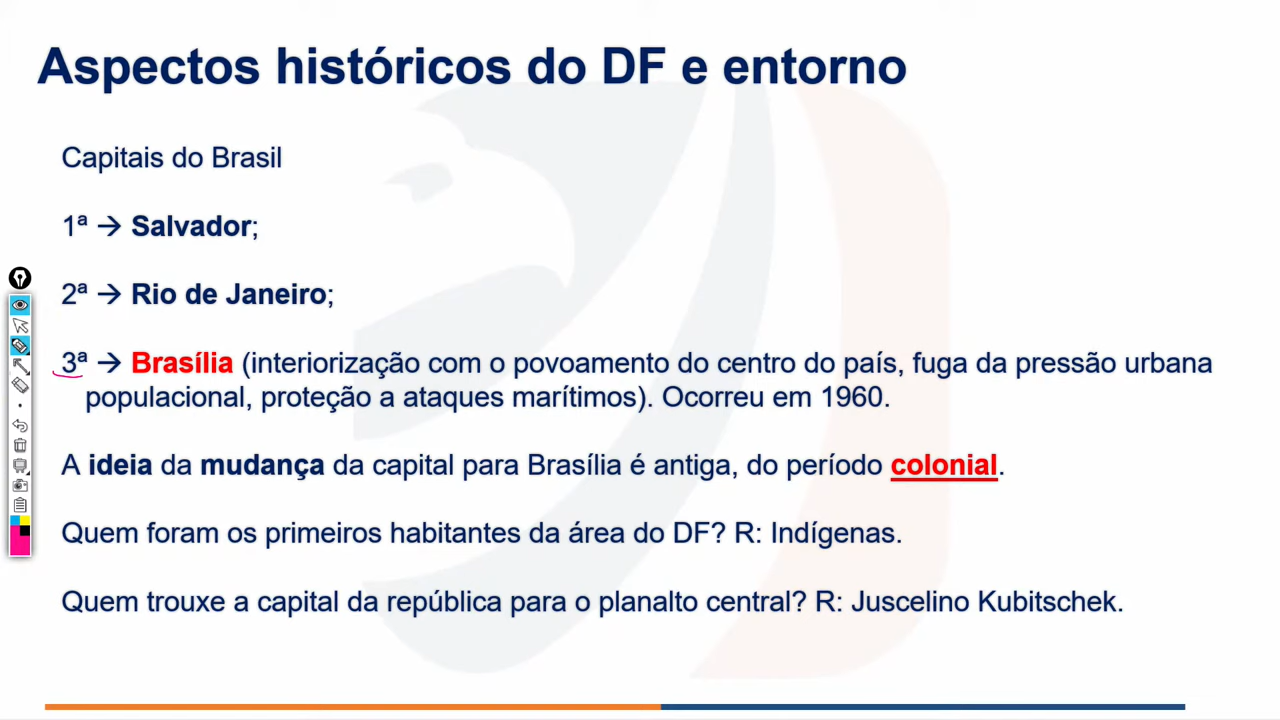 Aspectos históricos do DF e entorno
Capitais do Brasil
1ª → Salvador;
2ª → Rio de Janeiro;
3ª → Brasília (interiorização com o povoamento do centro do país, fuga da pressão urbana
populacional, proteção a ataques marítimos). Ocorreu em 1960.
A ideia da mudança da capital para Brasília é antiga, do período colonial.
Quem foram os primeiros habitantes da área do DF? R: Indígenas.
Quem trouxe a capital da república para o planalto central? R: Juscelino Kubitschek.